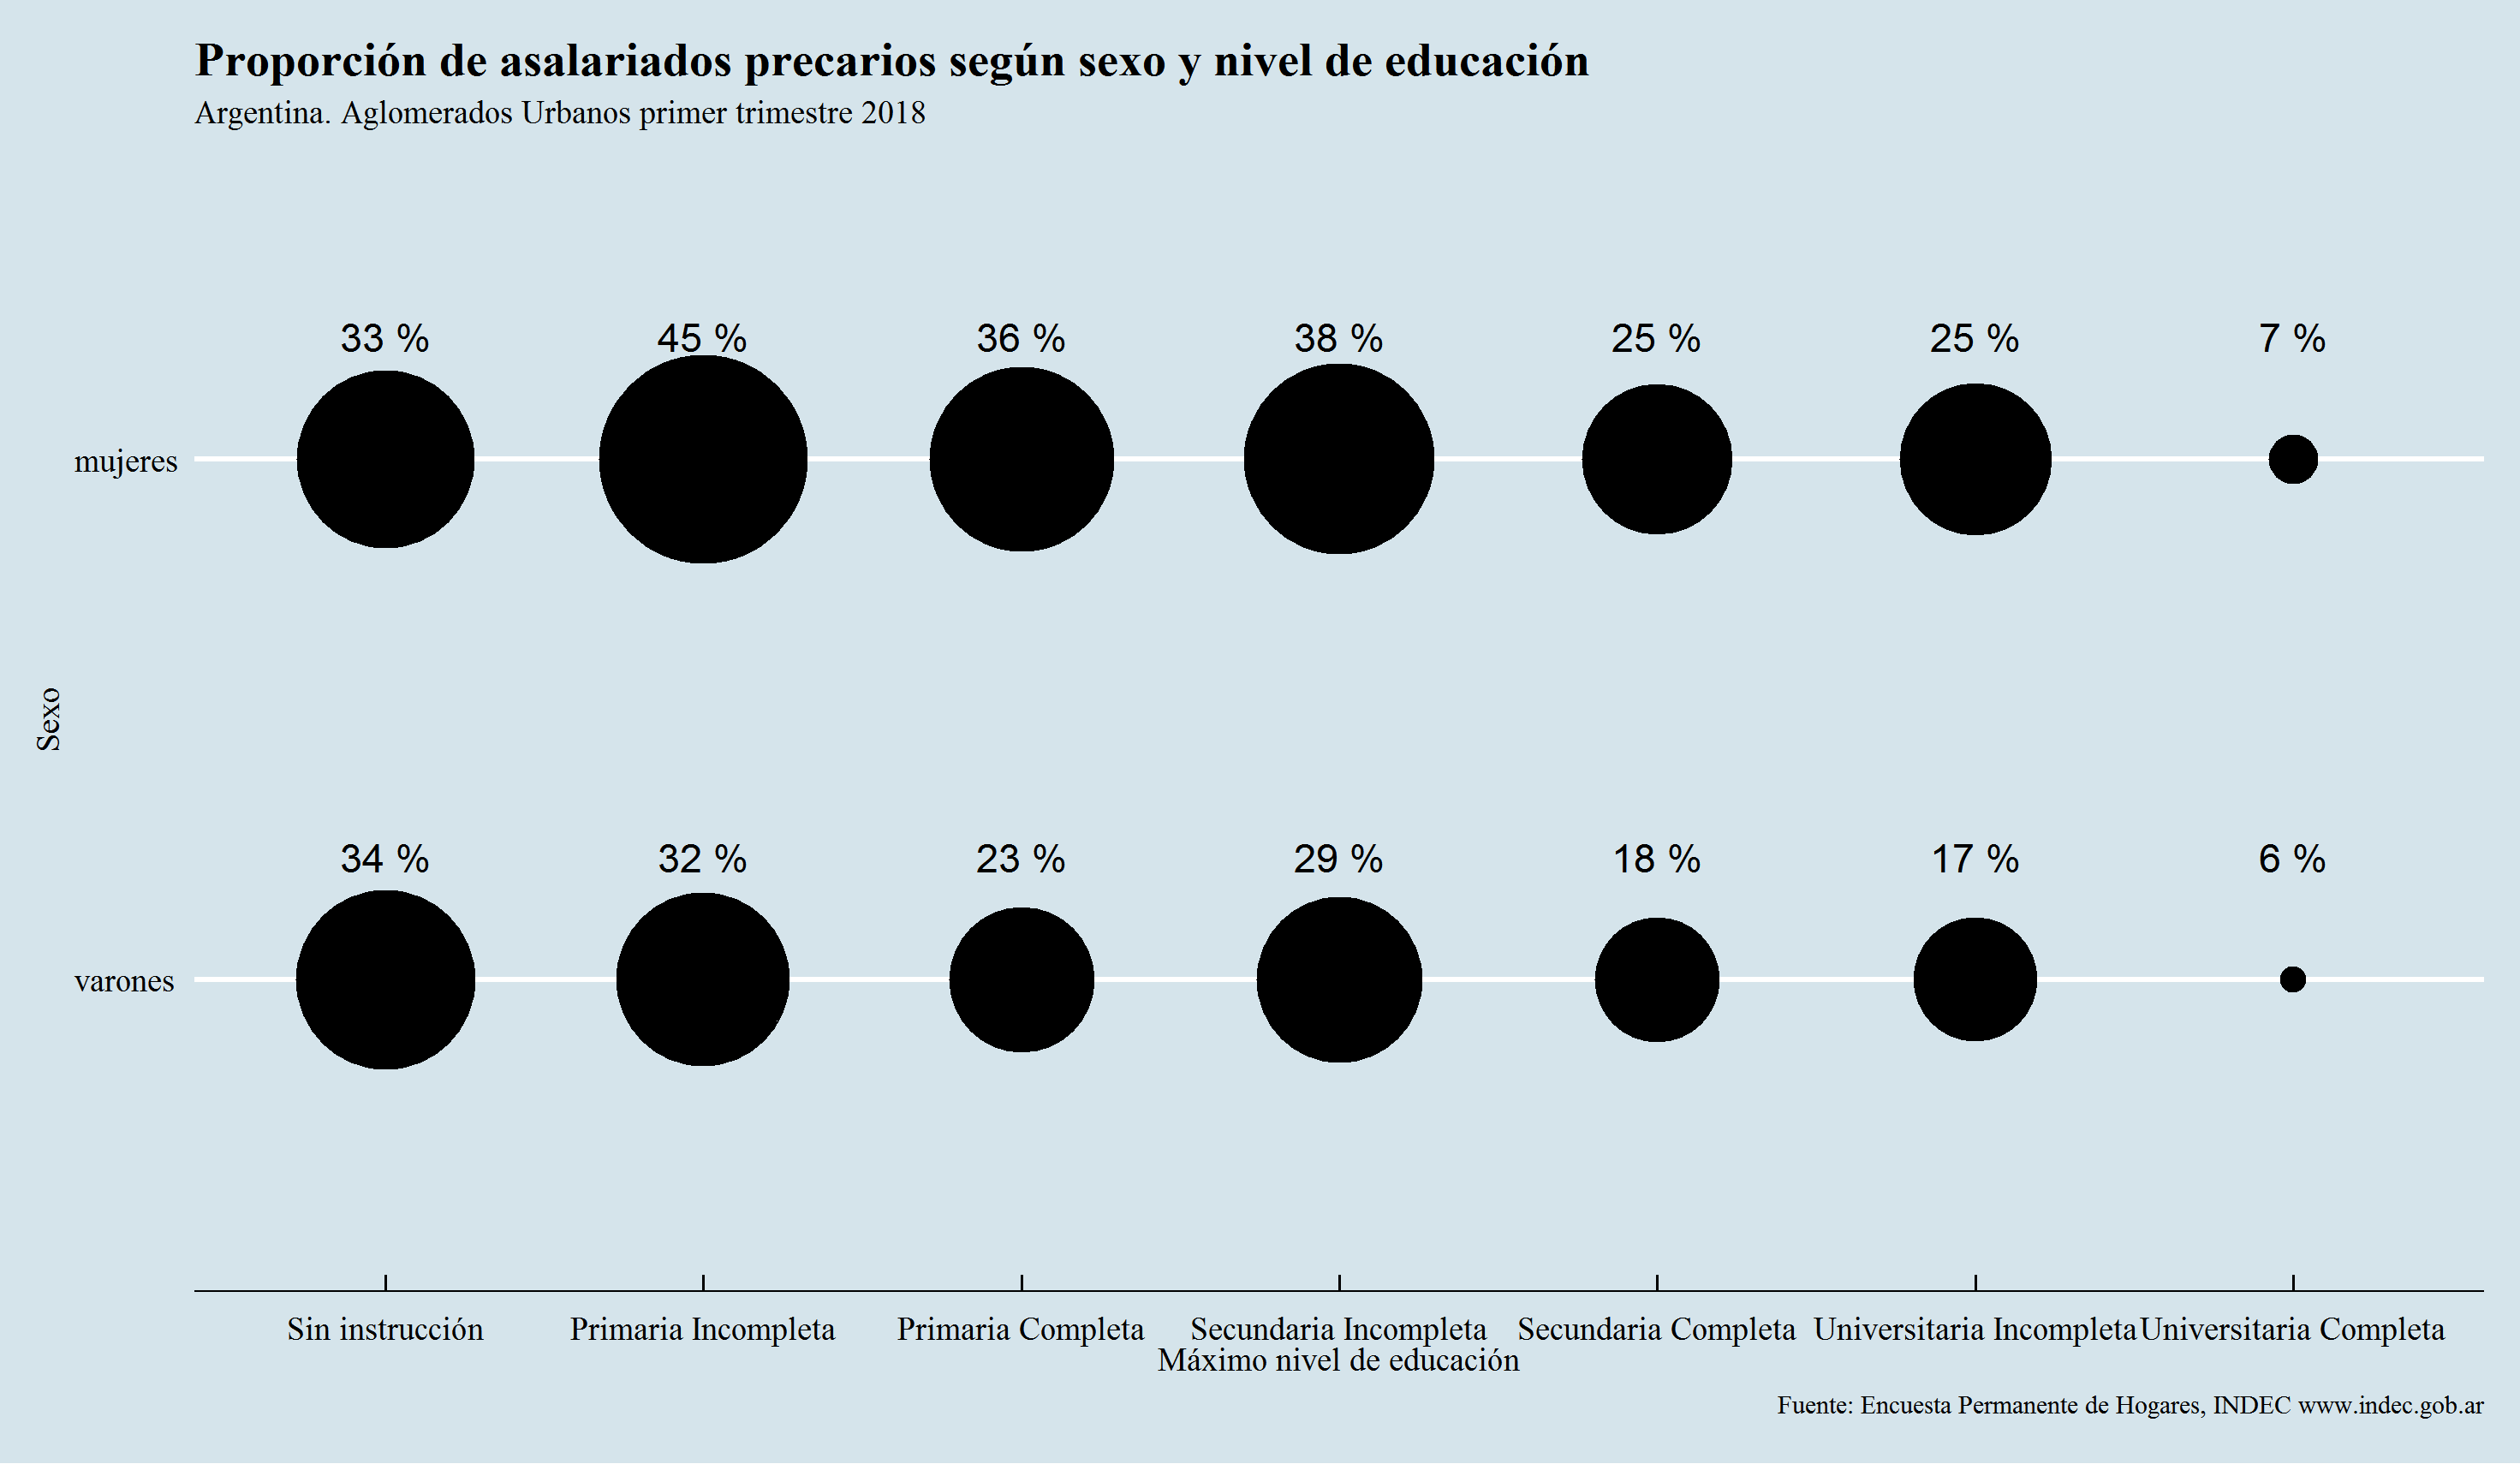 Proporción de asalariados precarios según sexo y nivel de educación
Argentina. Aglomerados Urbanos primer trimestre 2018
33 % 45 % 36 % 38 % 25 % 25 % 7 %
mujeres
Sexo
34 % 32 % 23 % 29 % 18 % 17 % 6 %
varones
Sin instrucción Primaria Incompleta Primaria Completa Secundaria Incompleta Secundaria Completa Universitaria Incompleta Universitaria Completa
Máximo nivel de educación
Fuente: Encuesta Permanente de Hogares, INDEC www.indec.gob.ar